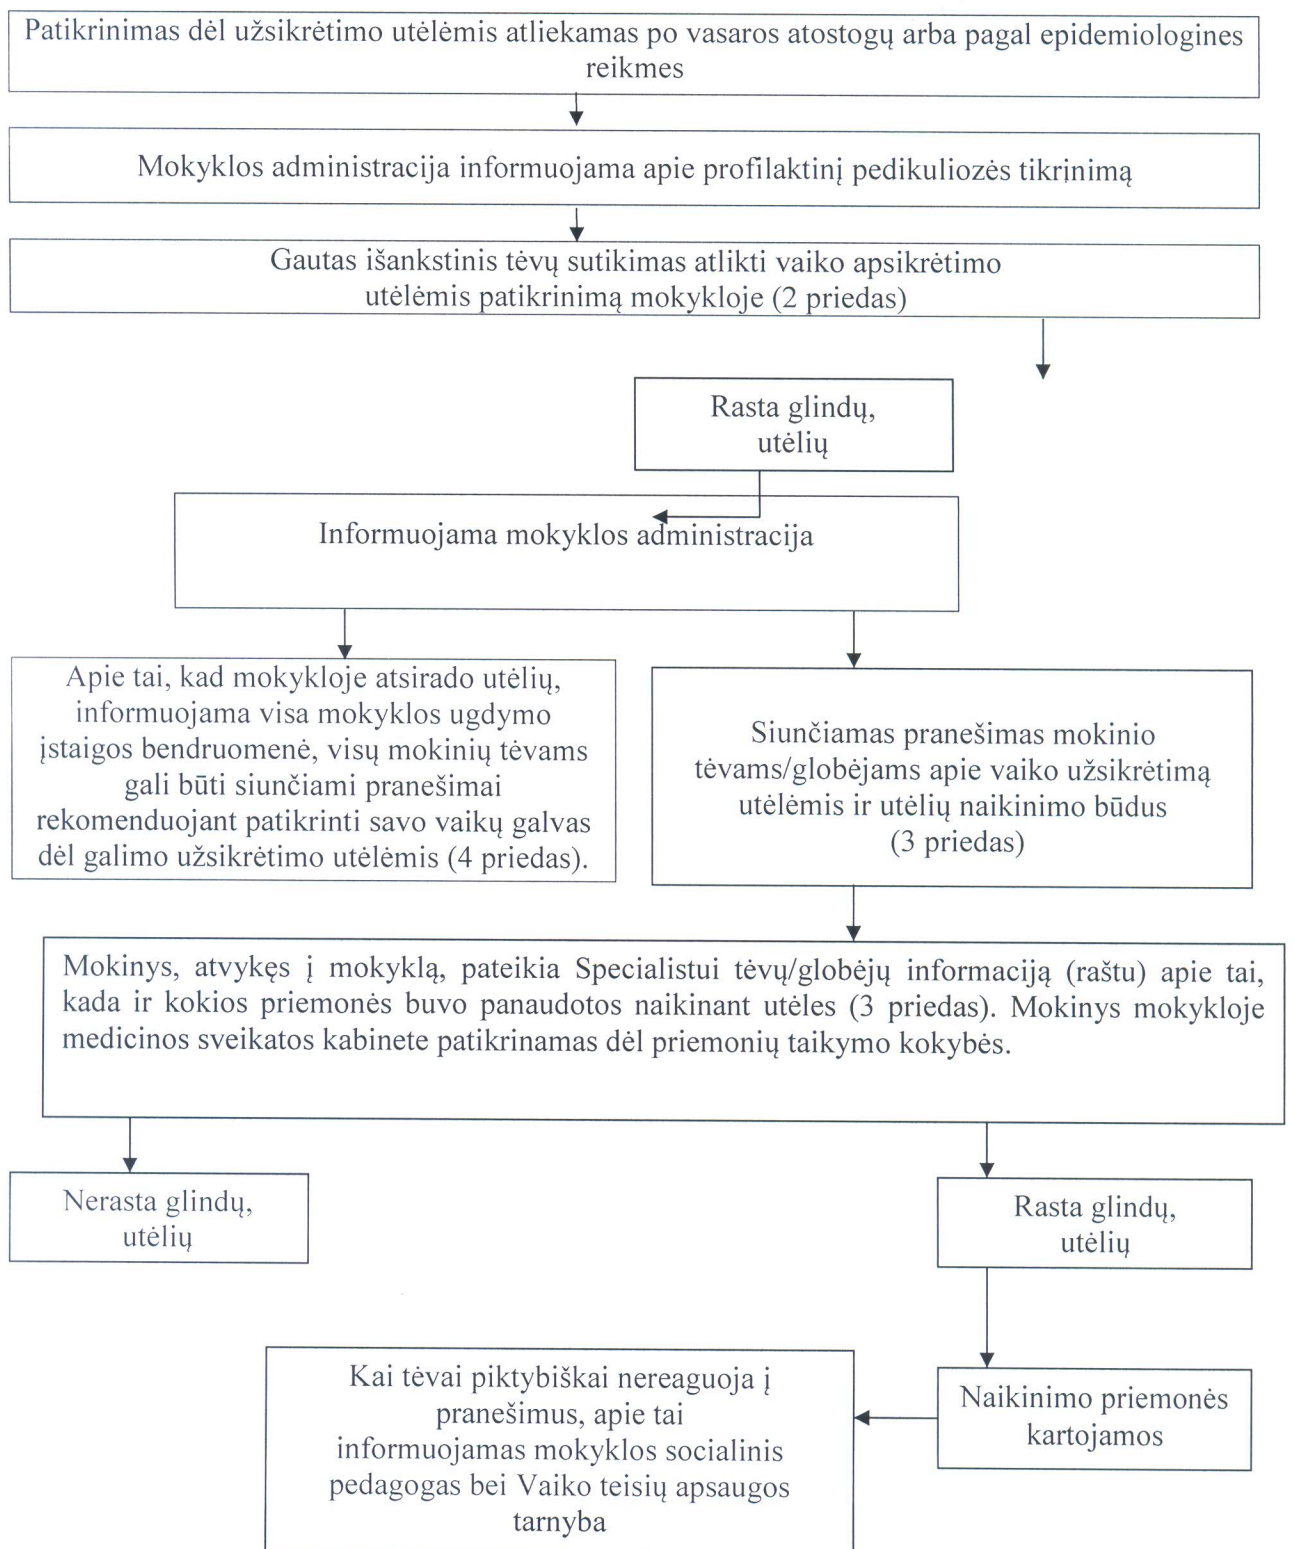 Patikrinimas dėl užsikrėtimo utėlėmis atliekamas po vasaros atostogų arba pagal epidemiologines
reikmes
Mokyklos administracija informuojama apie profilaktinį pedikuliozės tikrinimą
Gautas išankstinis tėvų sutikimas atlikti vaiko apsikrėtimo
utėlėmis patikrinimą mokykloje (2 priedas)
Rasta glindų,
utėlių
Informuojama mokyklos administracija
Apie tai, kad mokykloje atsirado utėlių,
informuojama visa mokyklos ugdymo
įstaigos bendruomenė, visų mokinių tėvams
gali būti siunčiami pranešimai
rekomenduojant patikrinti savo vaikų galvas
dėl galimo užsikrėtimo utėlėmis (4 priedas).
Siunčiamas pranešimas mokinio
tėvams/globėjams apie vaiko užsikrėtimą
utėlėmis ir utėlių naikinimo būdus
(3 priedas)
Mokinys, atvykęs į mokyklą, pateikia Specialistui tėvų/globėjų informaciją (raštu) apie tai,
kada ir kokios priemonės buvo panaudotos naikinant utėles (3 priedas). Mokinys mokykloje
medicinos sveikatos kabinete patikrinamas dėl priemonių taikymo kokybės.
Nerasta glindų,
utėlių
Rasta glindų,
utėlių
Naikinimo priemonės
kartojamos
Kai tėvai piktybiškai nereaguoja į
pranešimus, apie tai
informuojamas mokyklos socialinis
pedagogas bei Vaiko teisių apsaugos
tarnyba